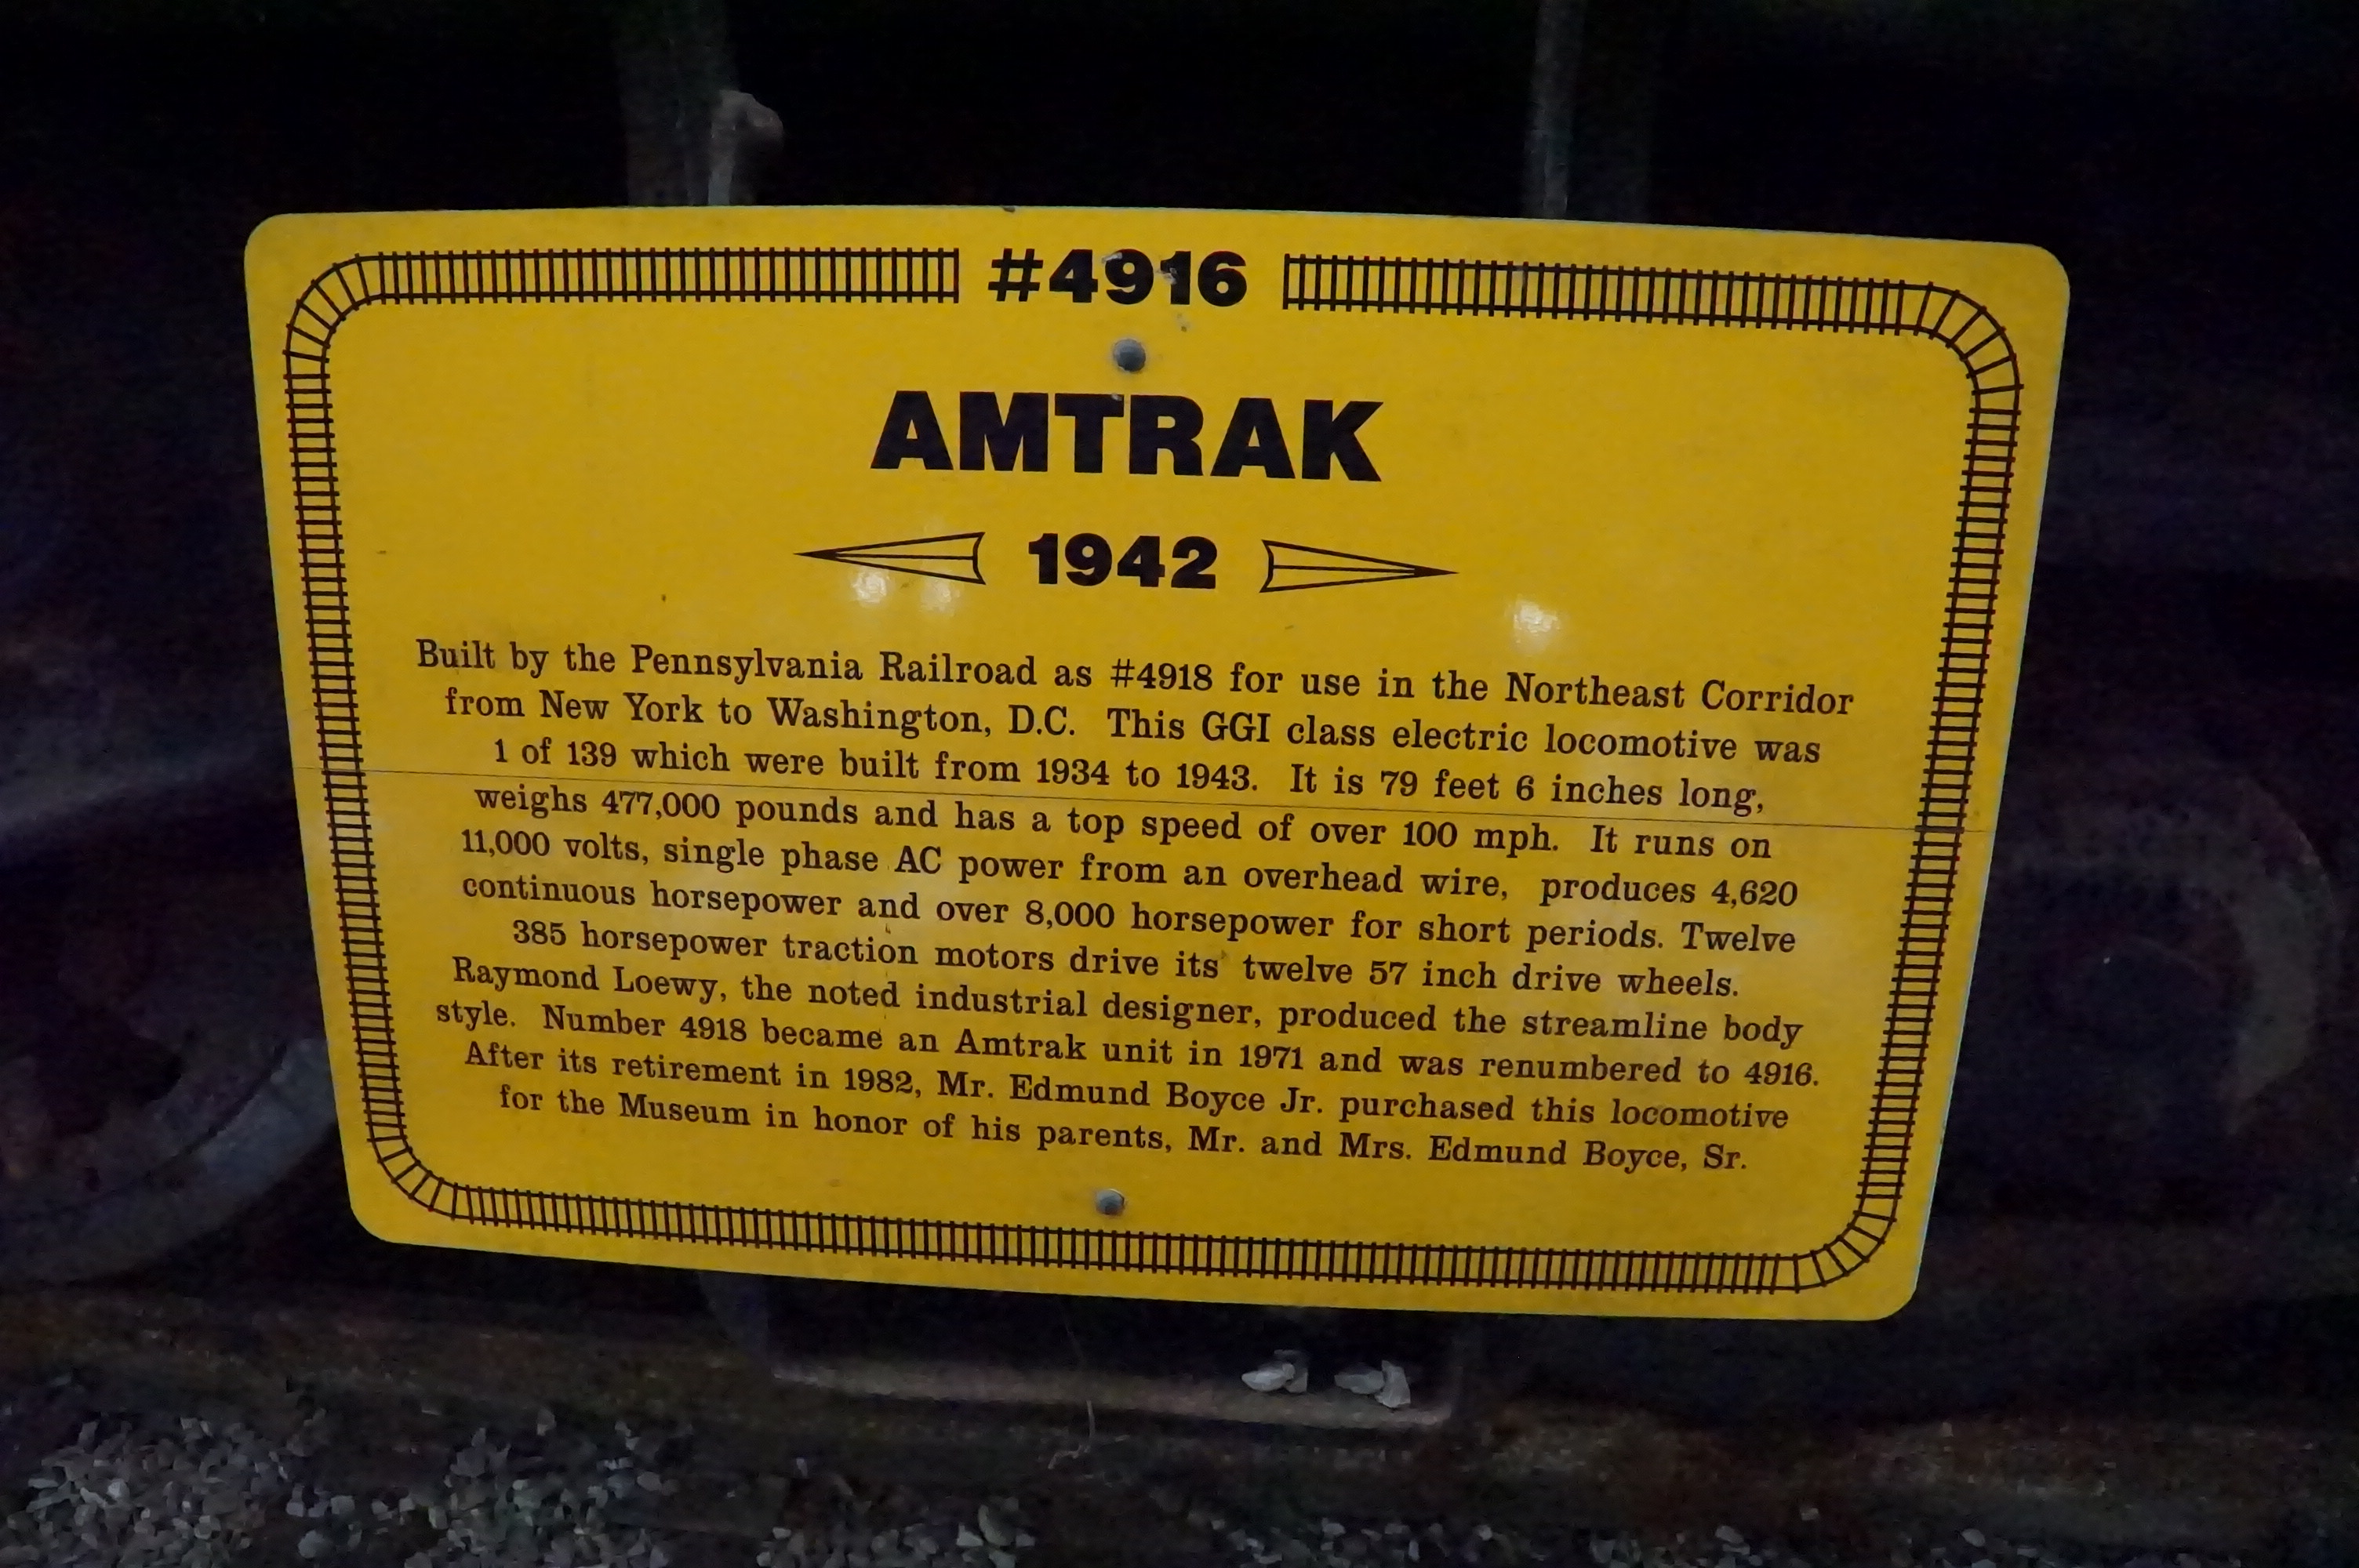 #4916
AMTRAK
1942
Built by the Pennsylvania Railroad as #4918 for use in the Northeast Corridor
from New York to Washington, D.C. This GGI class electric locomotive was
1 of 139 which were built from 1934 to 1943. It is 79 feet 6 inches long,
weighs 477,000 pounds and has a top speed of over 100 mph. It runs on
11,000 volts, single phase AC power from an overhead wire, produces 4,620
continuous horsepower and over 8,000 horsepower for short periods. Twelve
385 horsepower traction motors drive its twelve 57 inch drive wheels.
Raymond Loewy, the noted industrial designer, produced the streamline body
style. Number 4918 became an Amtrak unit in 1971 and was renumbered to 4916.
After its retirement in 1982, Mr. Edmund Boyce Jr. purchased this locomotive
for the Museum in honor of his parents, Mr. and Mrs. Edmund Boyce, Sr.